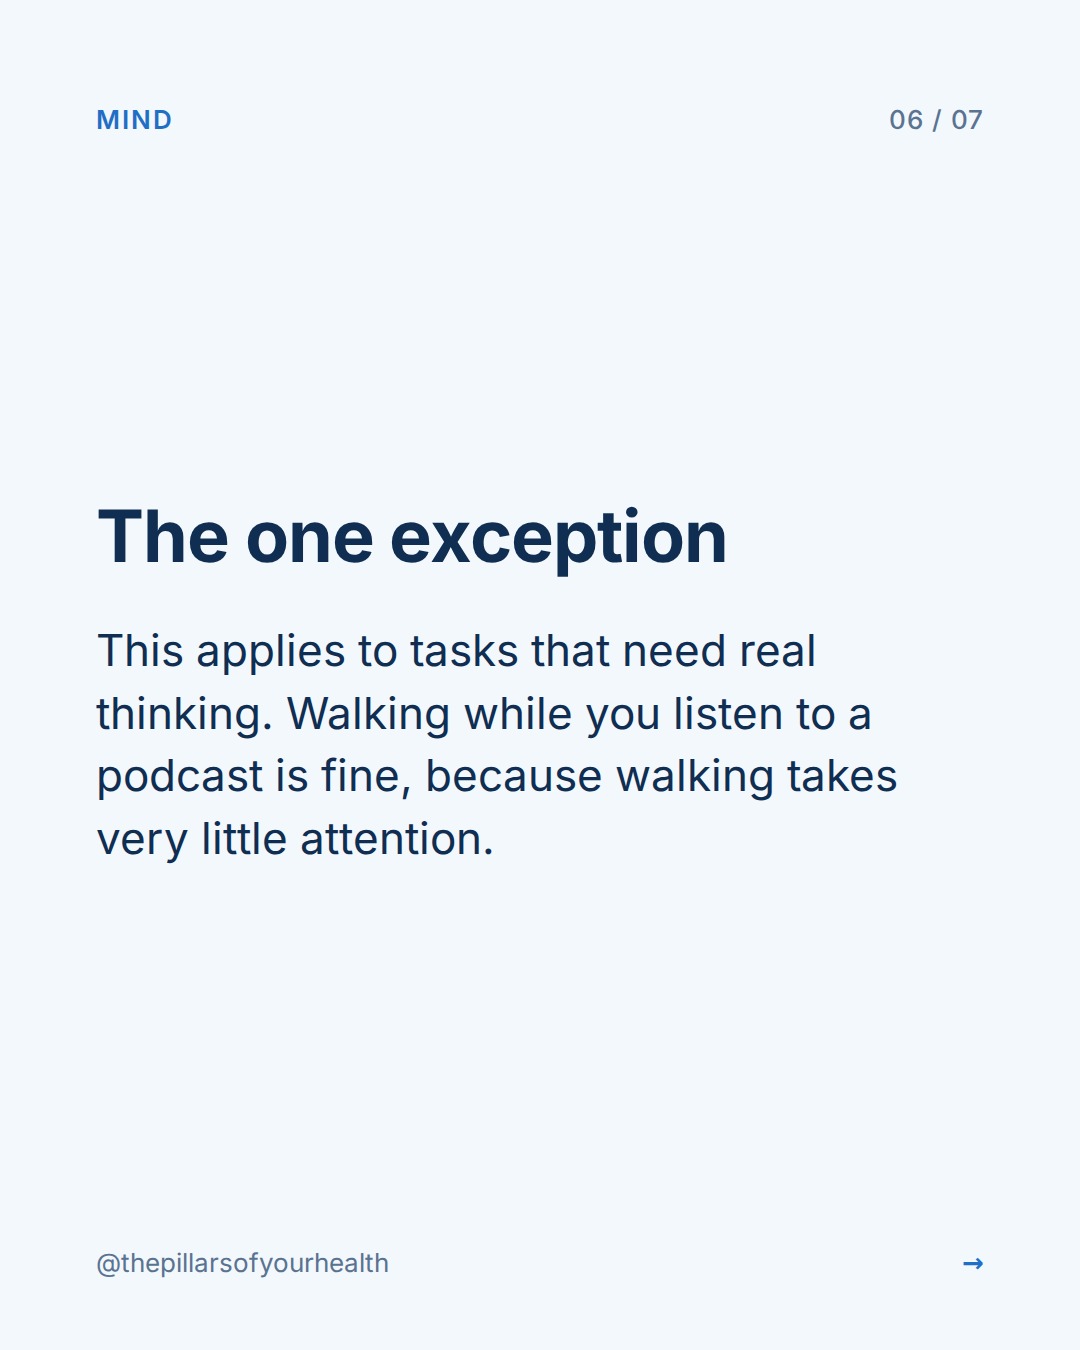 MIND
06 / 07
The one exception
This applies to tasks that need real
thinking. Walking while you listen to a
podcast is fine, because walking takes
very little attention.
@thepillarsofyourhealth
→